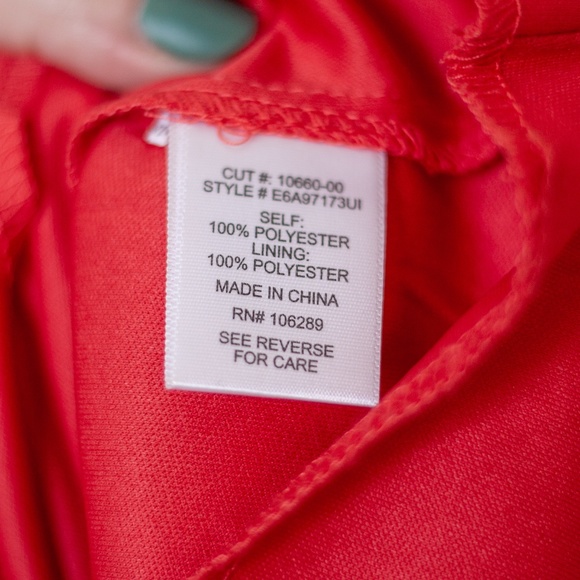 CUT #: 10660-00
STYLE # E6A97173UI
SELF:
100% POLYESTER
LINING:
100% POLYESTER
MADE IN CHINA
RN# 106289
SEE REVERSE
FOR CARE